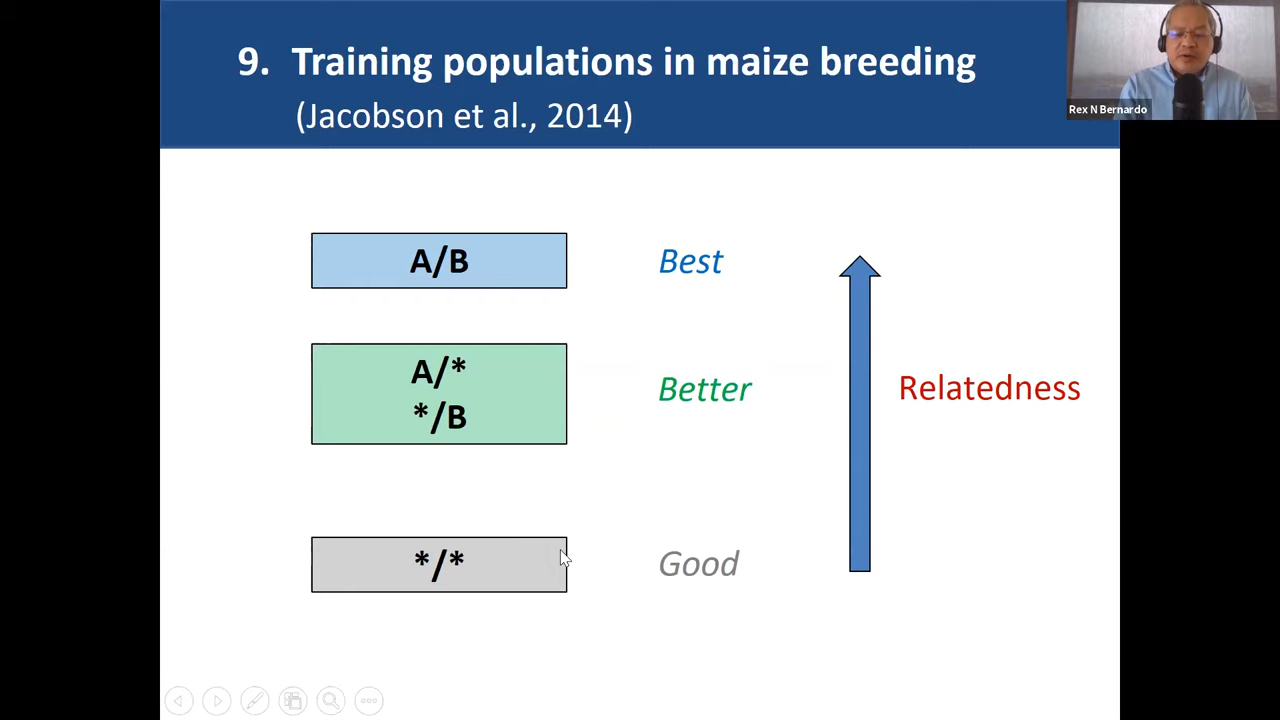 9. Training populations in maize breeding
(Jacobson et al., 2014)
Rex N Bernardo
A/B
Best
A/*
*/B
Better
Relatedness
*/*
Good